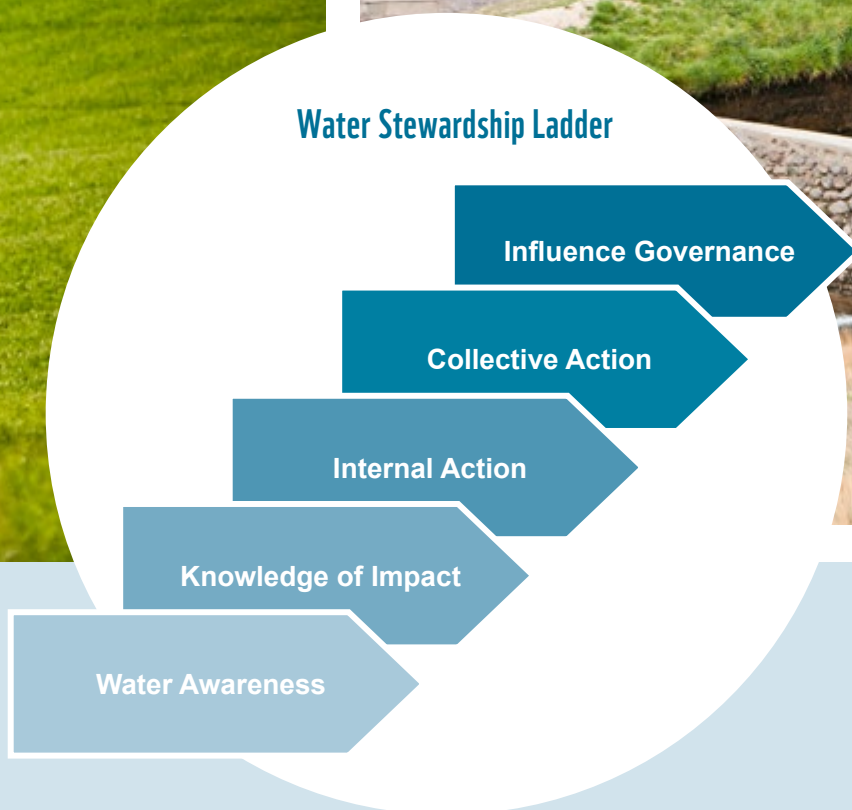 Water Stewardship Ladder
Influence Governance
Collective Action
Internal Action
Knowledge of Impact
Water Awareness